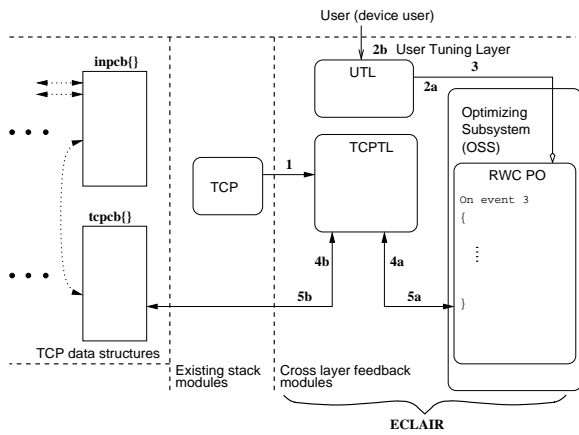 User (device user)
2b
User Tuning Layer
inpcb{}
UTL
3
2a
Optimizing
Subsystem
(OSS)
TCPTL
RWC PO
1
TCP
On event 3
{
tcpcb{}
4b
4a
5b
5a
}
TCP data structures
Existing stack
modules
Cross layer feedback
modules
ECLAIR